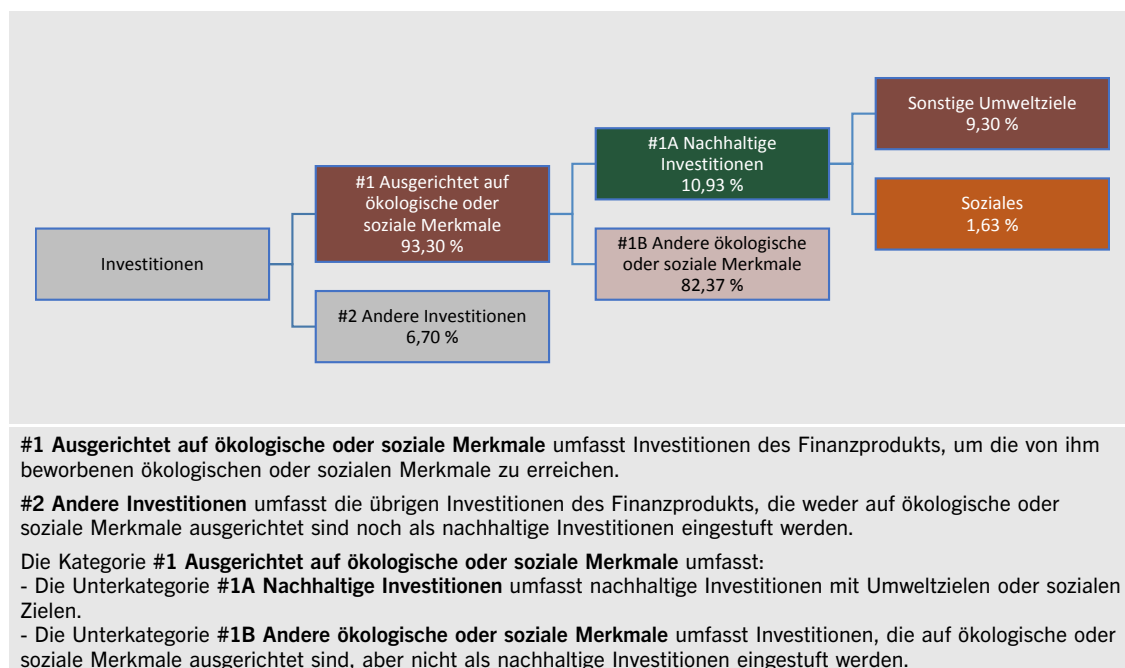 Investitionen
#1 Ausgerichtet auf
ökologische oder
soziale Merkmale
93,30 %
#2 Andere Investitionen
6,70 %
#1A Nachhaltige
Investitionen
10,93 %
#1B Andere ökologische
oder soziale Merkmale
82,37 %
Sonstige Umweltziele
9,30 %
Soziales
1,63 %
#1 Ausgerichtet auf ökologische oder soziale Merkmale umfasst Investitionen des Finanzprodukts, um die von ihm
beworbenen ökologischen oder sozialen Merkmale zu erreichen.
#2 Andere Investitionen umfasst die übrigen Investitionen des Finanzprodukts, die weder auf ökologische oder
soziale Merkmale ausgerichtet sind noch als nachhaltige Investitionen eingestuft werden.
Die Kategorie #1 Ausgerichtet auf ökologische oder soziale Merkmale umfasst:
- Die Unterkategorie #1A Nachhaltige Investitionen umfasst nachhaltige Investitionen mit Umweltzielen oder sozialen
Zielen.
- Die Unterkategorie #1B Andere ökologische oder soziale Merkmale umfasst Investitionen, die auf ökologische oder
soziale Merkmale ausgerichtet sind, aber nicht als nachhaltige Investitionen eingestuft werden.